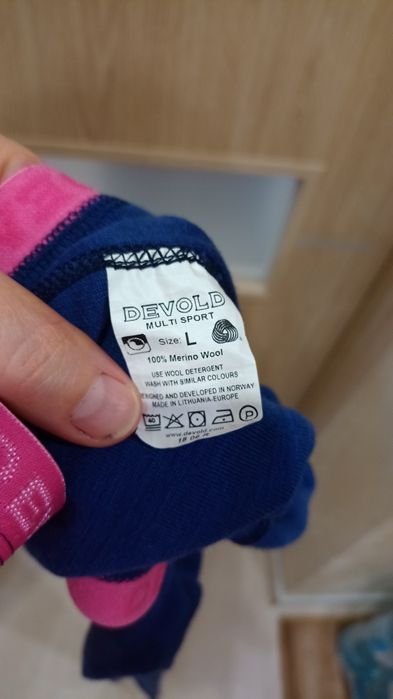 DEVOLD
MULTI SPORT
Size: L
100% Merino Wool
USE WOOL DETERGENT
WASH WITH SIMILAR COLOURS
DESIGNED AND DEVELOPED IN NORWAY
MADE IN LITHUANIA-EUROPE
40 P
www.devold.com